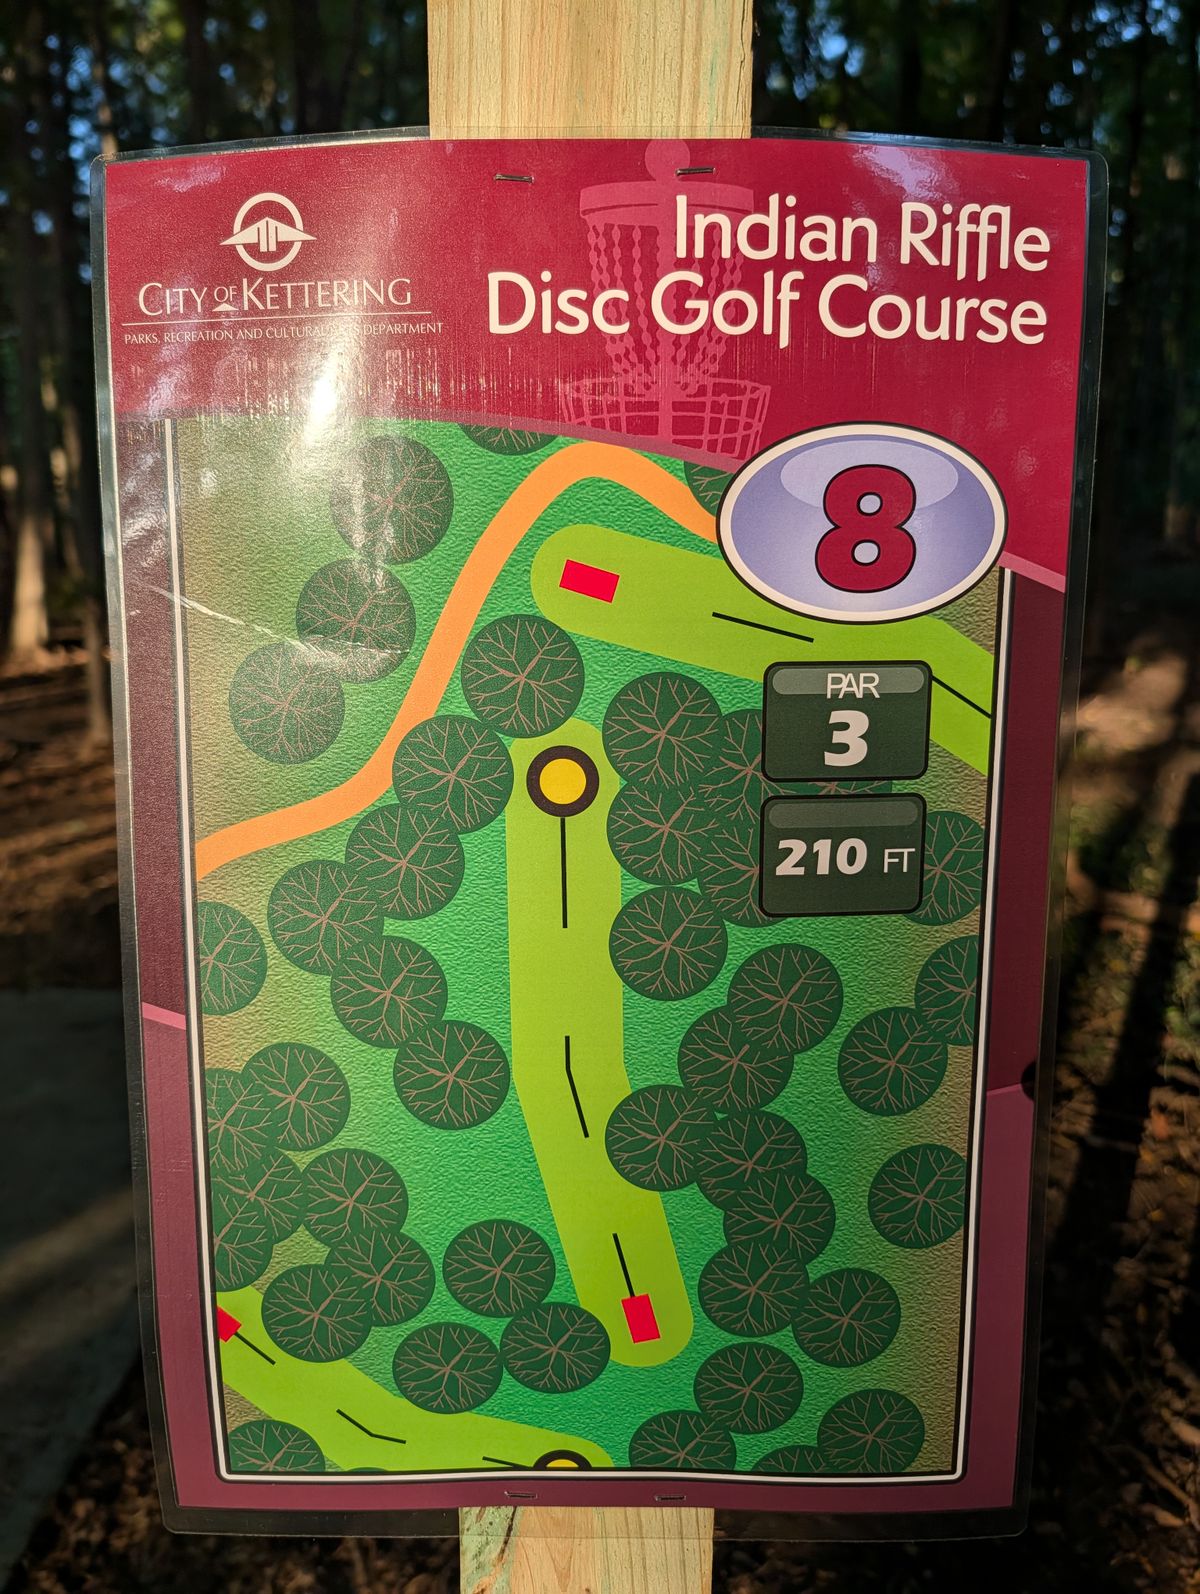 CITY OF KETTERING
PARKS, RECREATION AND CULTURAL ARTS DEPARTMENT
Indian Riffle
Disc Golf Course
8
PAR
3
210 FT